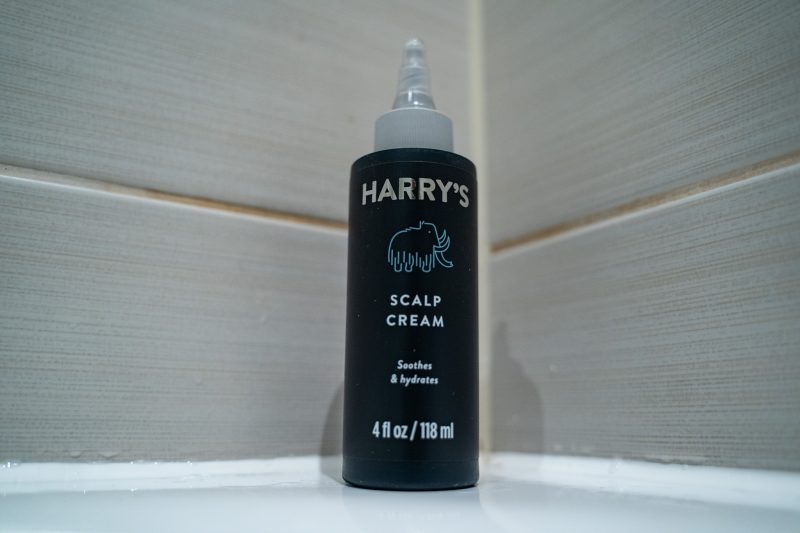 HARRY'S
SCALP
CREAM
Soothes
& hydrates
4 fl oz / 118 ml